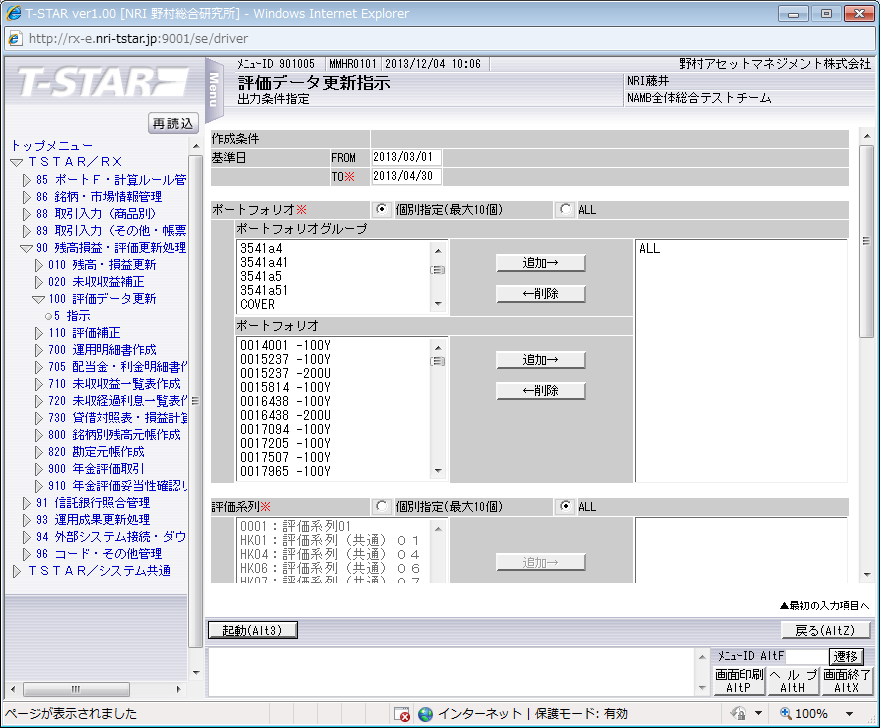 T-STAR ver1.00 [NRI 野村総合研究所] - Windows Internet Explorer
http://rx-e.nri-tstar.jp:9001/se/driver
T-STAR
Menu
再読込
トップメニュー
ＴＳＴＡＲ／ＲＸ
85 ポートＦ・計算ルール管
86 銘柄・市場情報管理
88 取引入力（商品別）
89 取引入力（その他・帳票
90 残高損益・評価更新処理
010 残高・損益更新
020 未収収益補正
100 評価データ更新
5 指示
110 評価補正
700 運用明細書作成
705 配当金・利金明細書作
710 未収収益一覧表作成
720 未収経過利息一覧表作
730 貸借対照表・損益計算
800 銘柄別残高元帳作成
820 勘定元帳作成
900 年金評価取引
910 年金評価妥当性確認リ
91 信託銀行照合管理
93 運用成果更新処理
94 外部システム接続・ダウ
96 コード・その他管理
ＴＳＴＡＲ／システム共通
ﾒﾆｭｰID 901005 MMHR0101 2013/12/04 10:06 野村アセットマネジメント株式会社
評価データ更新指示
出力条件指定
NRI藤井
NAMB全体総合テストチーム
作成条件
基準日 FROM 2013/03/01
TO※ 2013/04/30
ポートフォリオ※ 個別指定(最大10個) ALL
ポートフォリオグループ
3541a4
3541a41
3541a5
3541a51
COVER
追加→
←削除
ALL
ポートフォリオ
0014001 -100Y
0015237 -100Y
0015237 -200U
0015814 -100Y
0016438 -100Y
0016438 -200U
0017094 -100Y
0017205 -100Y
0017507 -100Y
0017965 -100Y
追加→
←削除
評価系列※ 個別指定(最大10個) ALL
0001：評価系列01
HK01：評価系列（共通）０１
HK04：評価系列（共通）０４
HK06：評価系列（共通）０６
HK07：評価系列（共通）０７
追加→
▲最初の入力項目へ
起動(Alt3) 戻る(AltZ)
ﾒﾆｭｰID AltF 遷移
画面印刷 AltP
ヘ ル プ AltH
画面終了 AltX
ページが表示されました
インターネット | 保護モード: 有効
100%